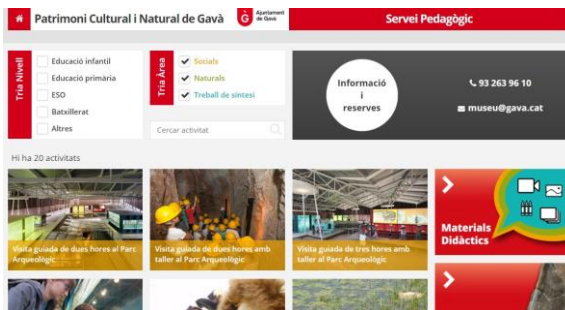 Patrimoni Cultural i Natural de Gavà
Ġ Ajuntament
de Gavà
Servei Pedagògic
Tria Nivell
Educació infantil
Educació primària
ESO
Batxillerat
Altres
Tria Àrea
Socials
Naturals
Treball de síntesi
Cercar activitat
Informació
i
reserves
93 263 96 10
museu@gava.cat
Hi ha 20 activitats
Visita guiada de dues hores al Parc
Arqueològic
Visita guiada de dues hores amb
taller al Parc Arqueològic
Visita guiada de tres hores amb
taller al Parc Arqueològic
Materials
Didàctics